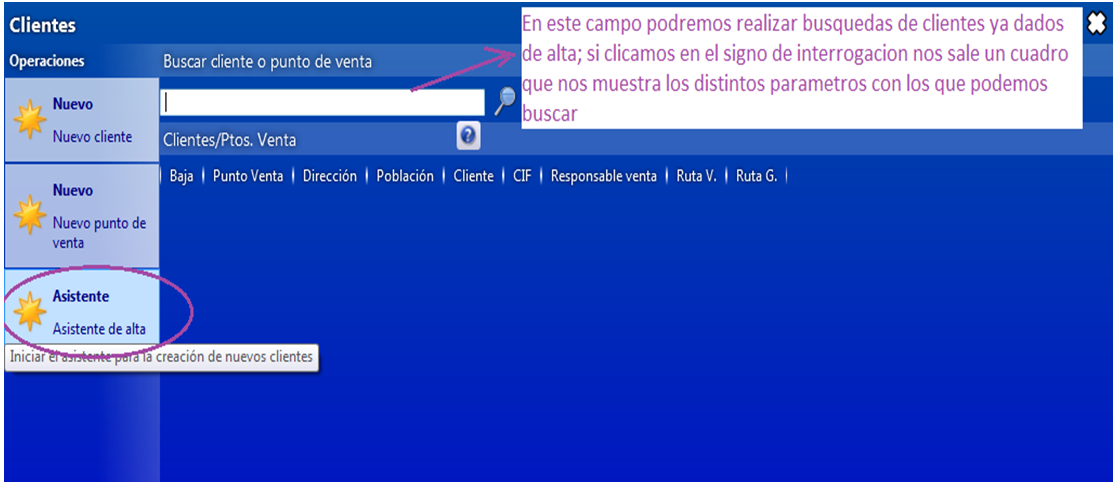 Clientes
En este campo podremos realizar busquedas de clientes ya dados
de alta; si clicamos en el signo de interrogacion nos sale un cuadro
que nos muestra los distintos parametros con los que podemos
buscar
Operaciones
Buscar cliente o punto de venta
Nuevo
Nuevo cliente
Clientes/Ptos. Venta
?
Baja Punto Venta Dirección Población Cliente CIF Responsable venta Ruta V. Ruta G.
Nuevo
Nuevo punto de
venta
Asistente
Asistente de alta
Iniciar el asistente para la creación de nuevos clientes